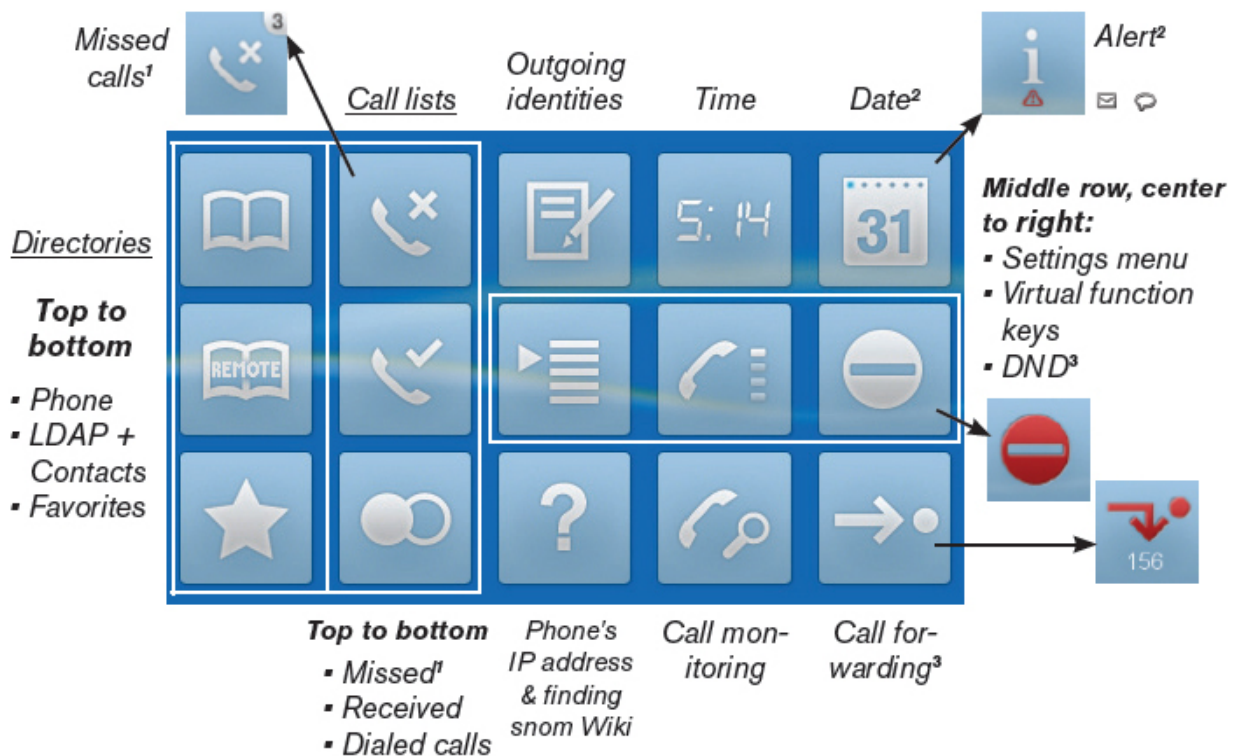 Missed
calls¹
3
Call lists
Outgoing
identities
Time
Date²
Alert²
Directories
Top to
bottom
▪ Phone
▪ LDAP +
Contacts
▪ Favorites
5:14
31
REMOTE
Middle row, center
to right:
▪ Settings menu
▪ Virtual function
keys
▪ DND³
?
156
Top to bottom
▪ Missed¹
▪ Received
▪ Dialed calls
Phone's
IP address
& finding
snom Wiki
Call mon-
itoring
Call for-
warding³